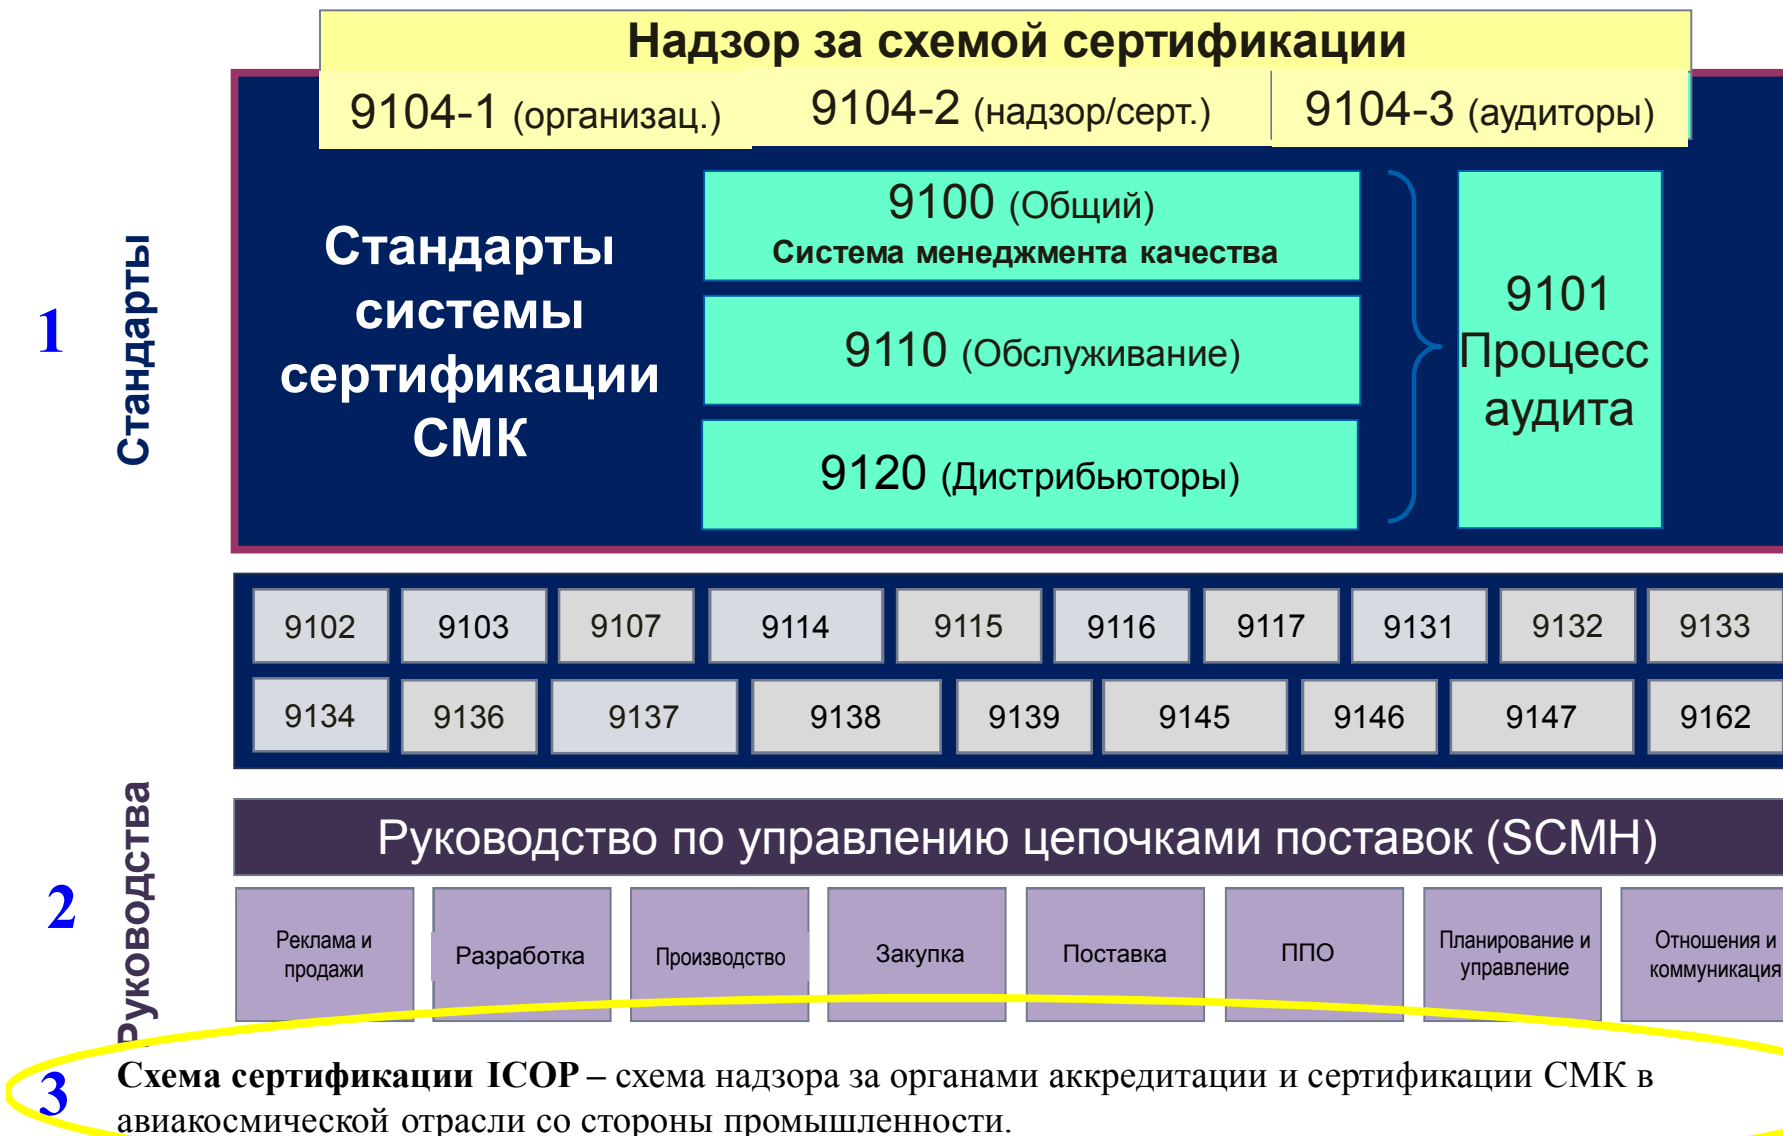 Надзор за схемой сертификации
9104-1 (организац.)
9104-2 (надзор/серт.)
9104-3 (аудиторы)
1
Стандарты
Стандарты
системы
сертификации
СМК
9100 (Общий)
Система менеджмента качества
9110 (Обслуживание)
9120 (Дистрибьюторы)
9101
Процесс
аудита
9102 9103 9107 9114 9115 9116 9117 9131 9132 9133
9134 9136 9137 9138 9139 9145 9146 9147 9162
2
Руководства
Руководство по управлению цепочками поставок (SCMH)
Реклама и
продажи
Разработка
Производство
Закупка
Поставка
ППО
Планирование и
управление
Отношения и
коммуникация
3
Схема сертификации ICOP – схема надзора за органами аккредитации и сертификации СМК в
авиакосмической отрасли со стороны промышленности.